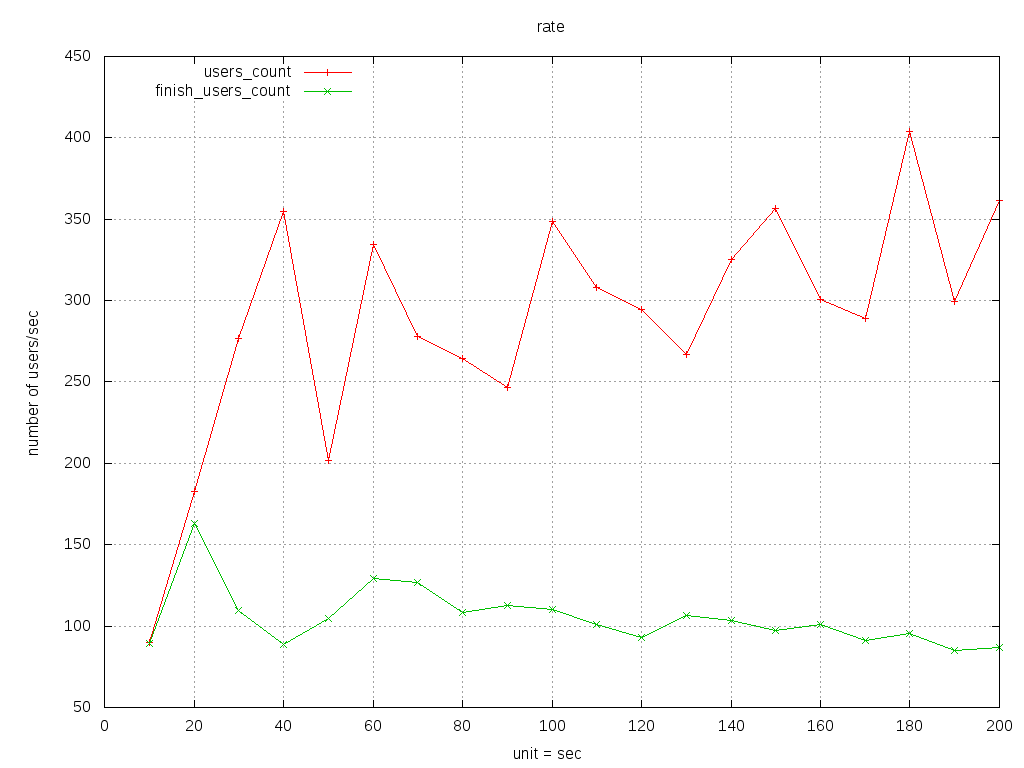 rate
users_count
finish_users_count
450
400
350
300
250
200
150
100
50
number of users/sec
0 20 40 60 80 100 120 140 160 180 200
unit = sec